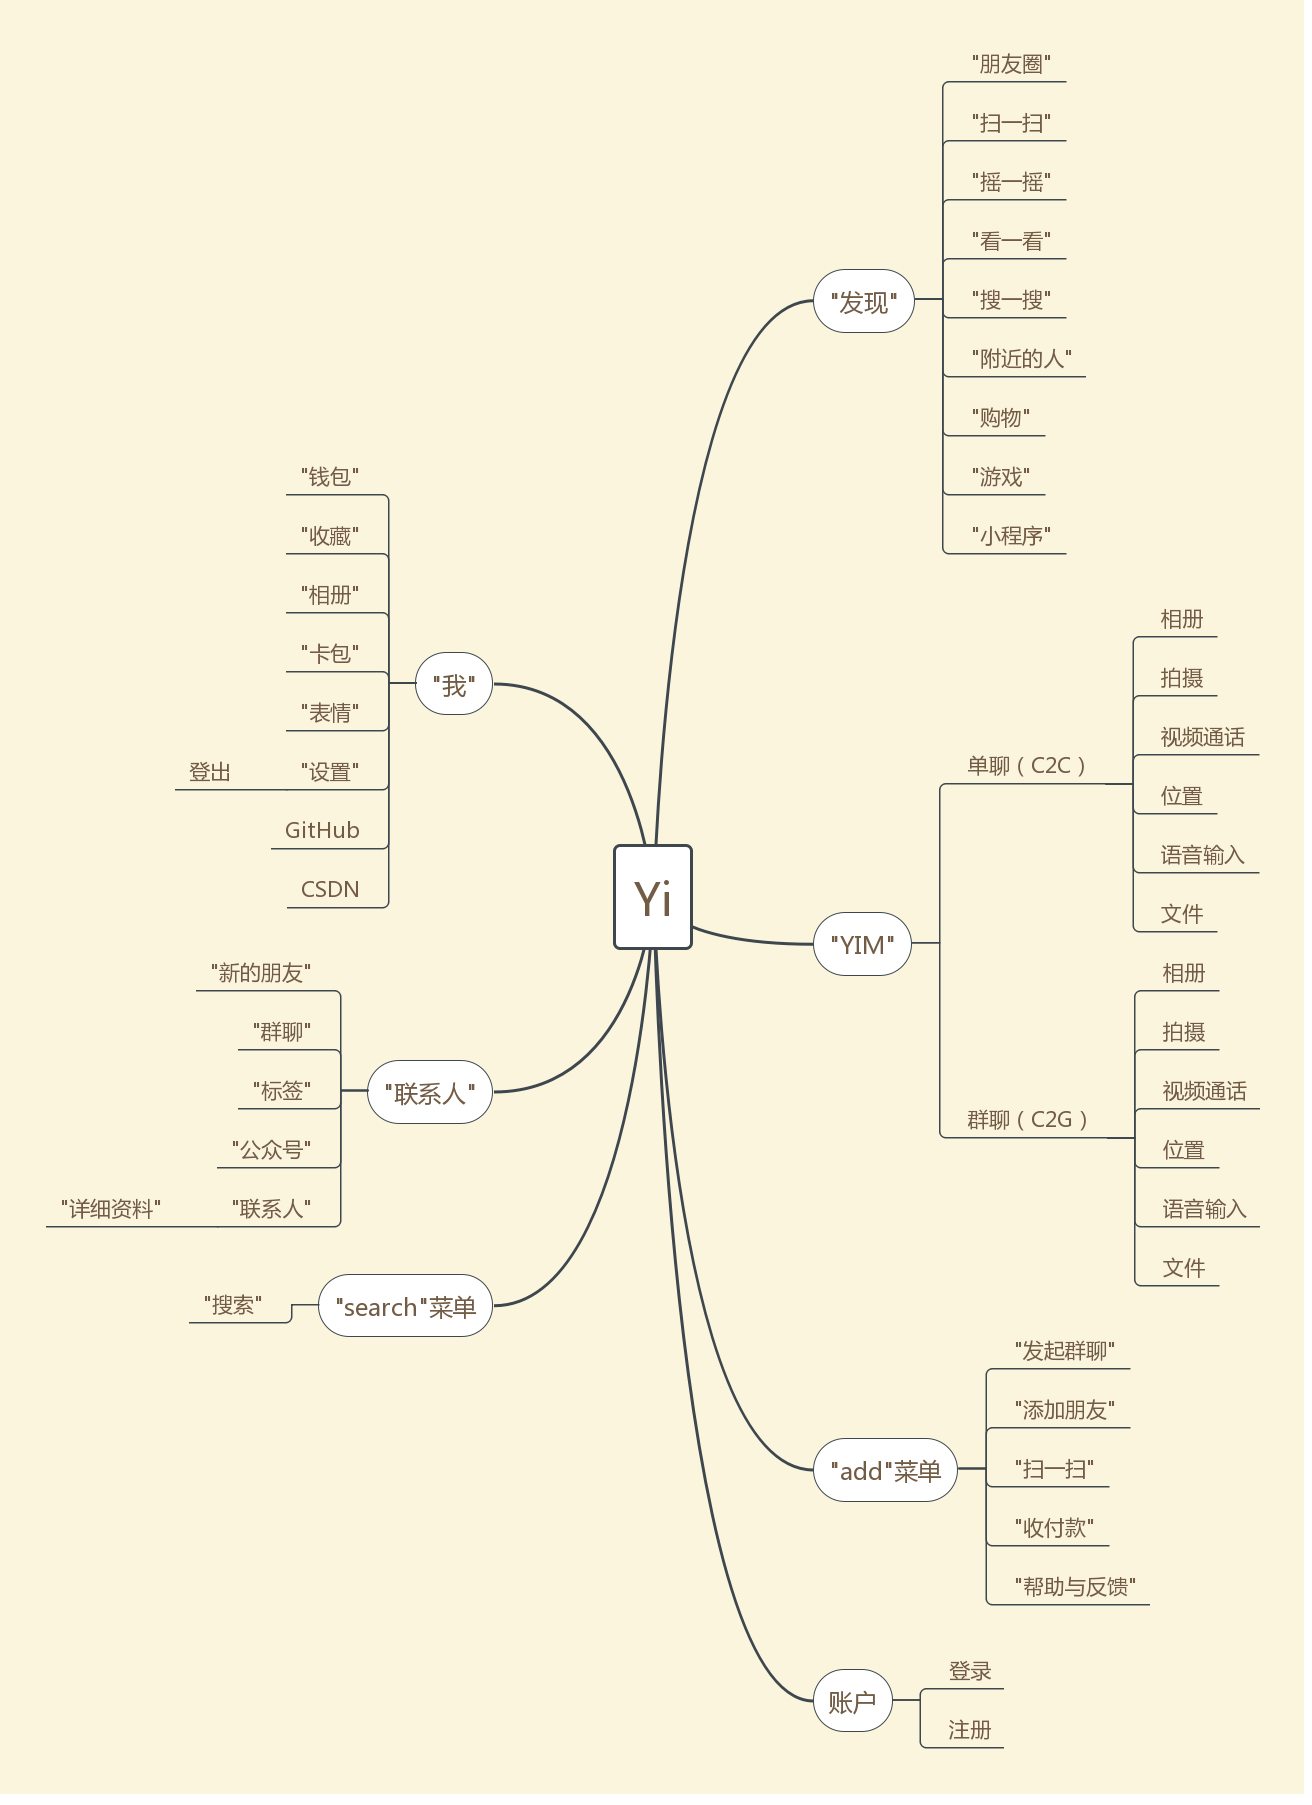 Yi
"发现"
"朋友圈"
"扫一扫"
"摇一摇"
"看一看"
"搜一搜"
"附近的人"
"购物"
"游戏"
"小程序"
"YIM"
单聊（C2C）
相册
拍摄
视频通话
位置
语音输入
文件
群聊（C2G）
相册
拍摄
视频通话
位置
语音输入
文件
"add"菜单
"发起群聊"
"添加朋友"
"扫一扫"
"收付款"
"帮助与反馈"
账户
登录
注册
"我"
"钱包"
"收藏"
"相册"
"卡包"
"表情"
"设置"
登出
GitHub
CSDN
"联系人"
"新的朋友"
"群聊"
"标签"
"公众号"
"联系人"
"详细资料"
"search"菜单
"搜索"